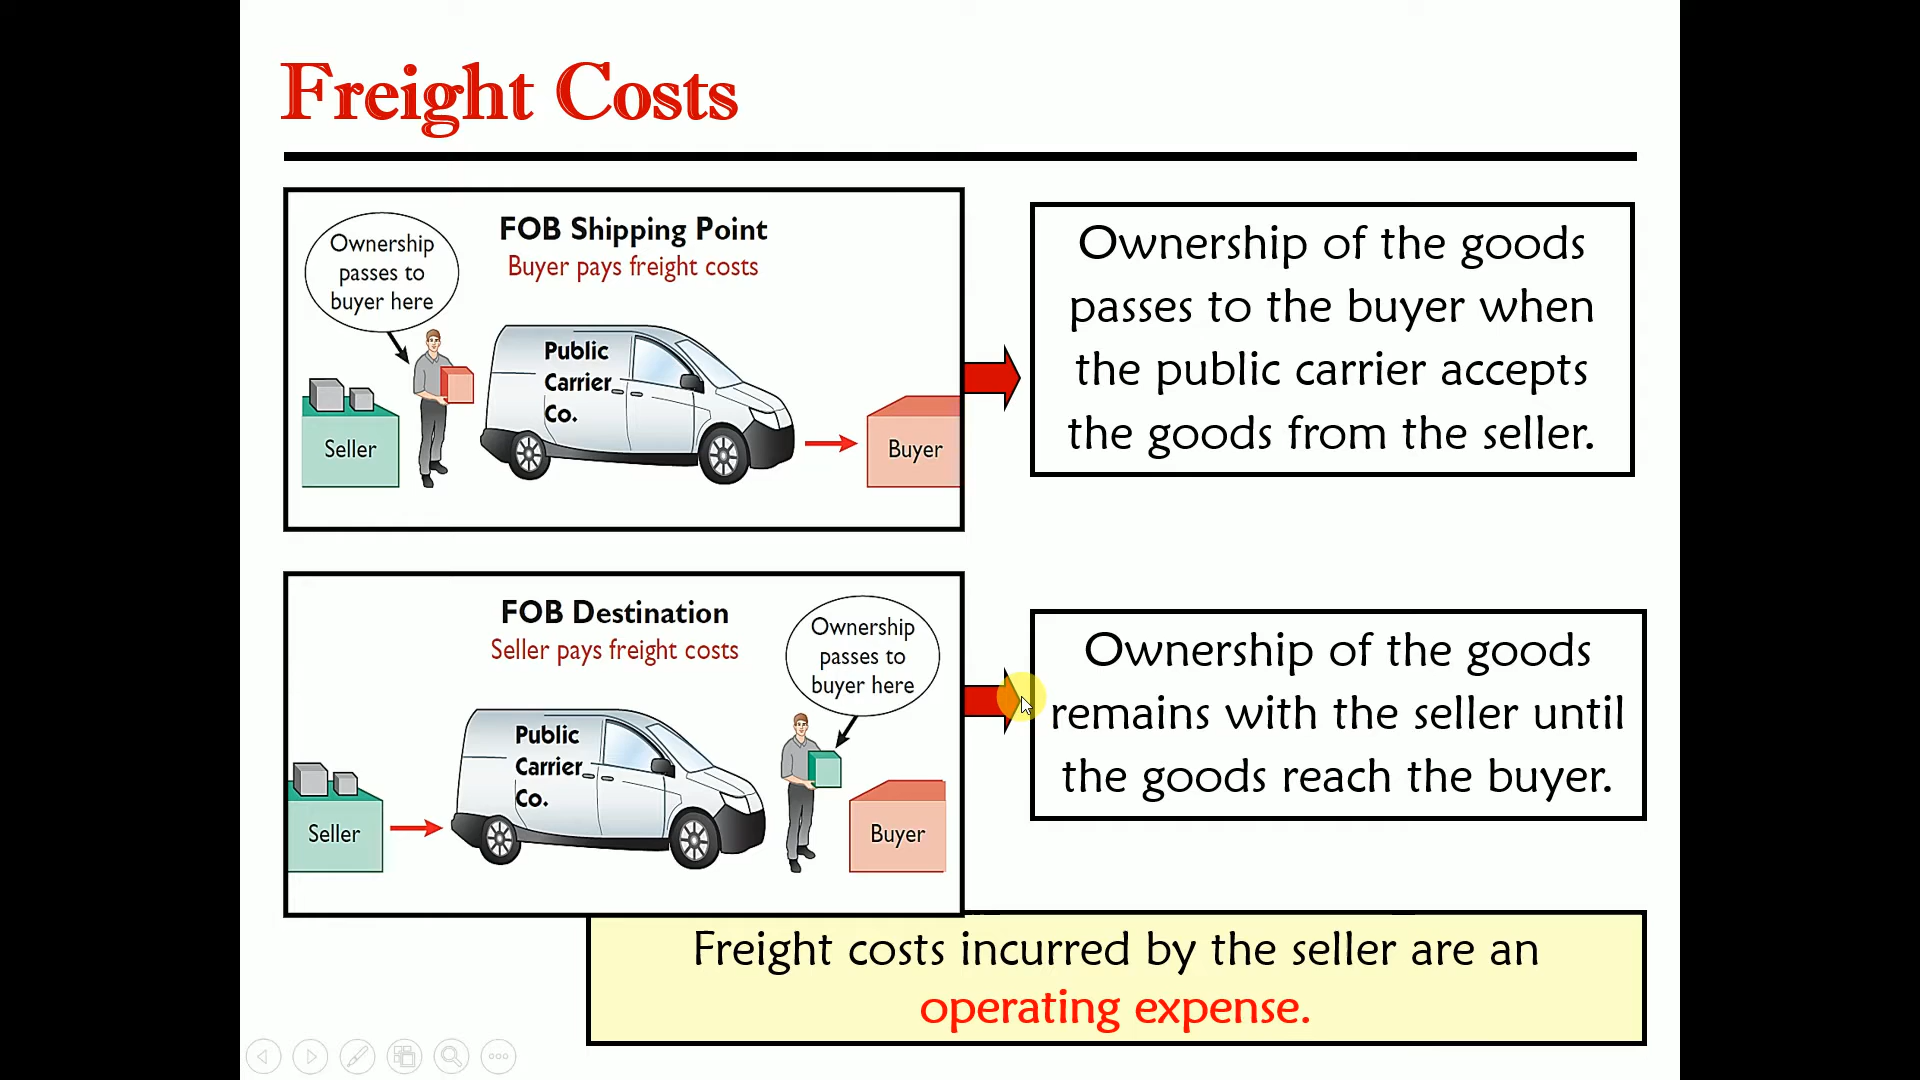 Freight Costs
FOB Shipping Point
Buyer pays freight costs
Ownership
passes to
buyer here
Public
Carrier
Co.
Seller
Buyer
Ownership of the goods
passes to the buyer when
the public carrier accepts
the goods from the seller.
FOB Destination
Seller pays freight costs
Ownership
passes to
buyer here
Public
Carrier
Co.
Seller
Buyer
Ownership of the goods
remains with the seller until
the goods reach the buyer.
Freight costs incurred by the seller are an
operating expense.